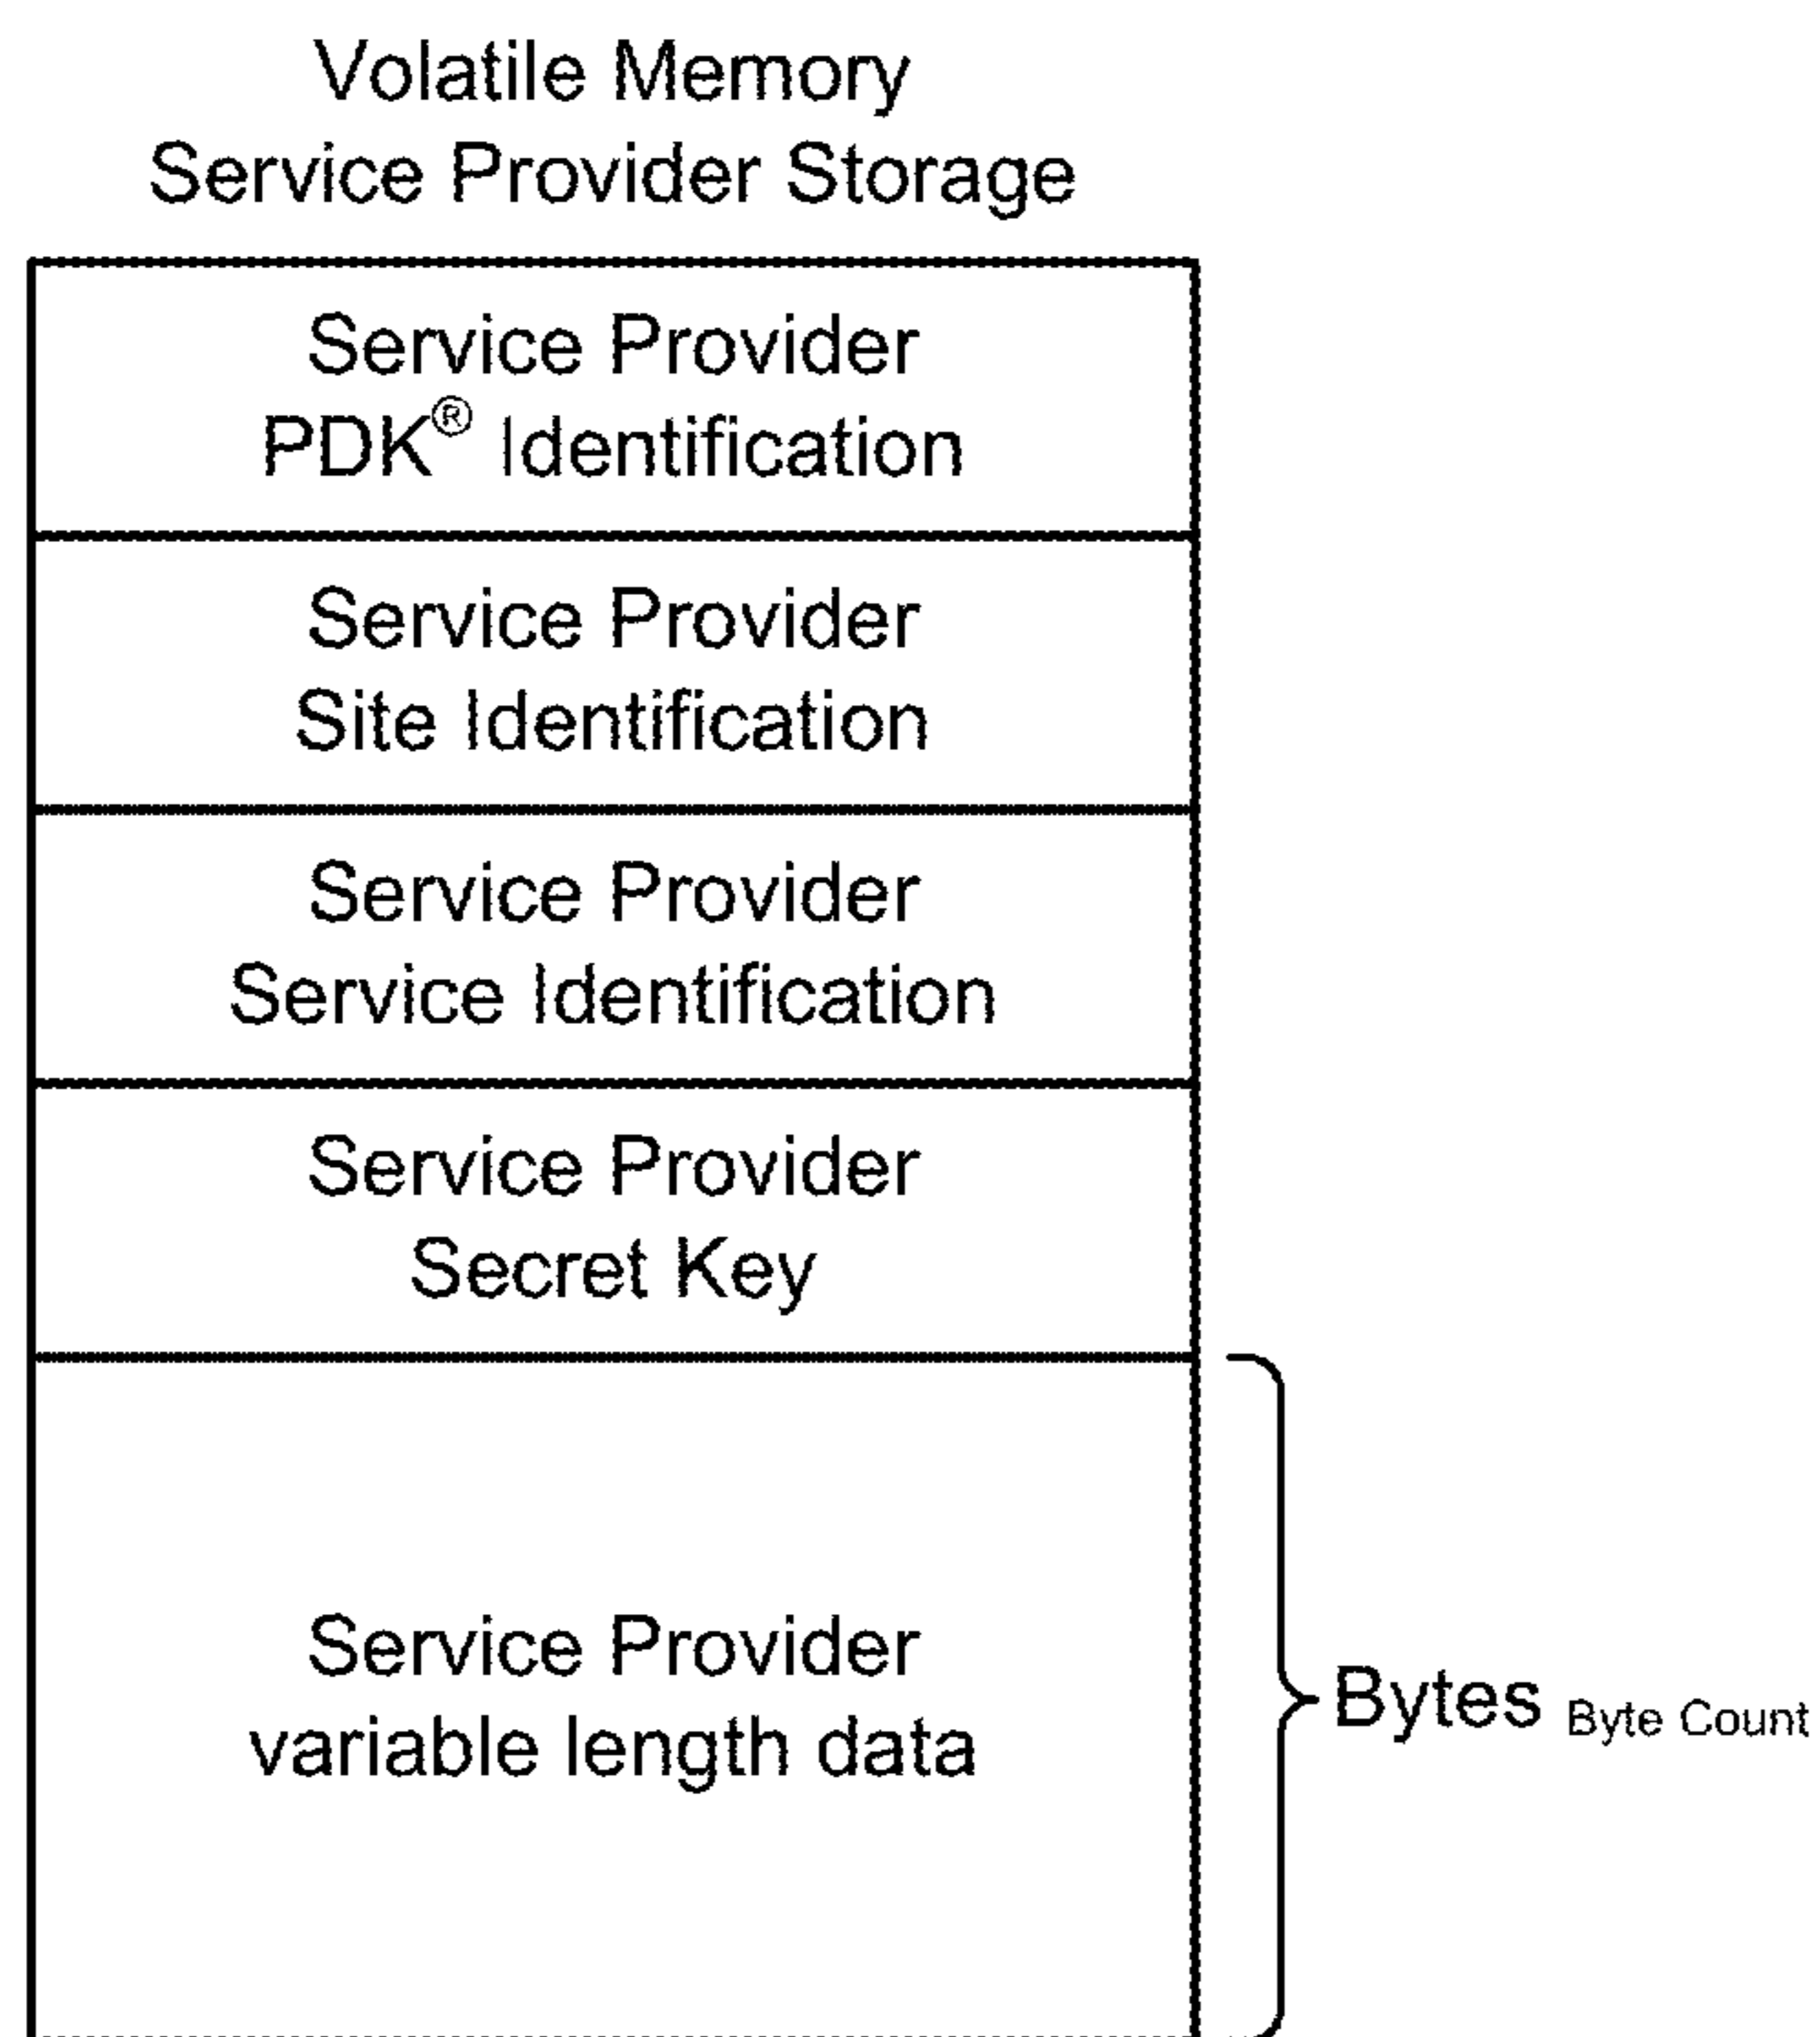 Volatile Memory
Service Provider Storage
Service Provider
PDK® Identification
Service Provider
Site Identification
Service Provider
Service Identification
Service Provider
Secret Key
Service Provider
variable length data
Bytes Byte Count